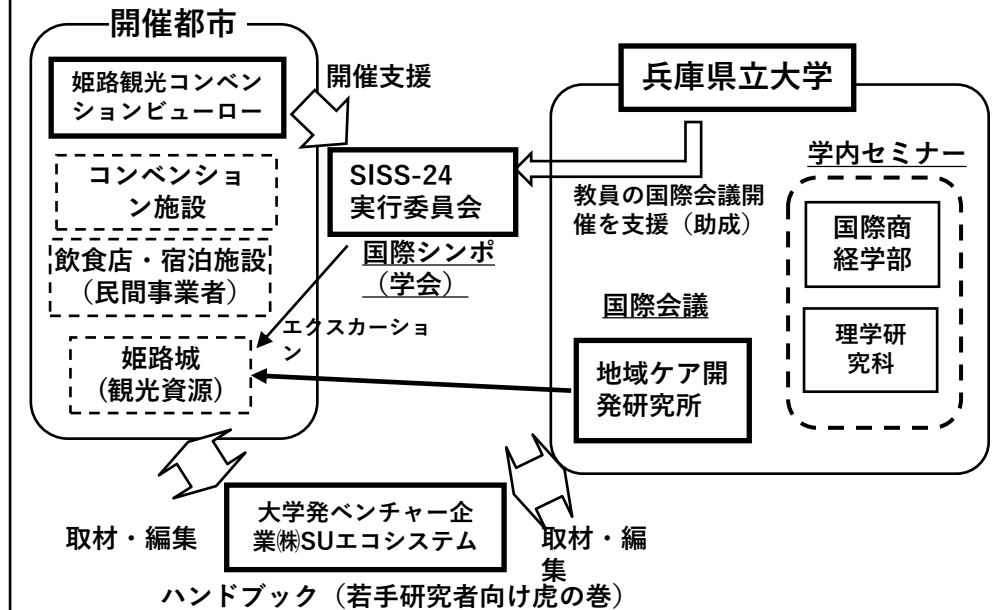 開催都市
姫路観光コンベン
ションビューロー
開催支援
コンベンショ
ン施設
飲食店・宿泊施設
（民間事業者）
姫路城
(観光資源）
SISS-24
実行委員会
国際シンポ
（学会）
エクスカーショ
ン
兵庫県立大学
教員の国際会議開
催を支援（助成）
学内セミナー
国際商
経学部
理学研
究科
国際会議
地域ケア開
発研究所
取材・編集
大学発ベンチャー企
業㈱SUエコシステム
取材・編
集
ハンドブック（若手研究者向け虎の巻）